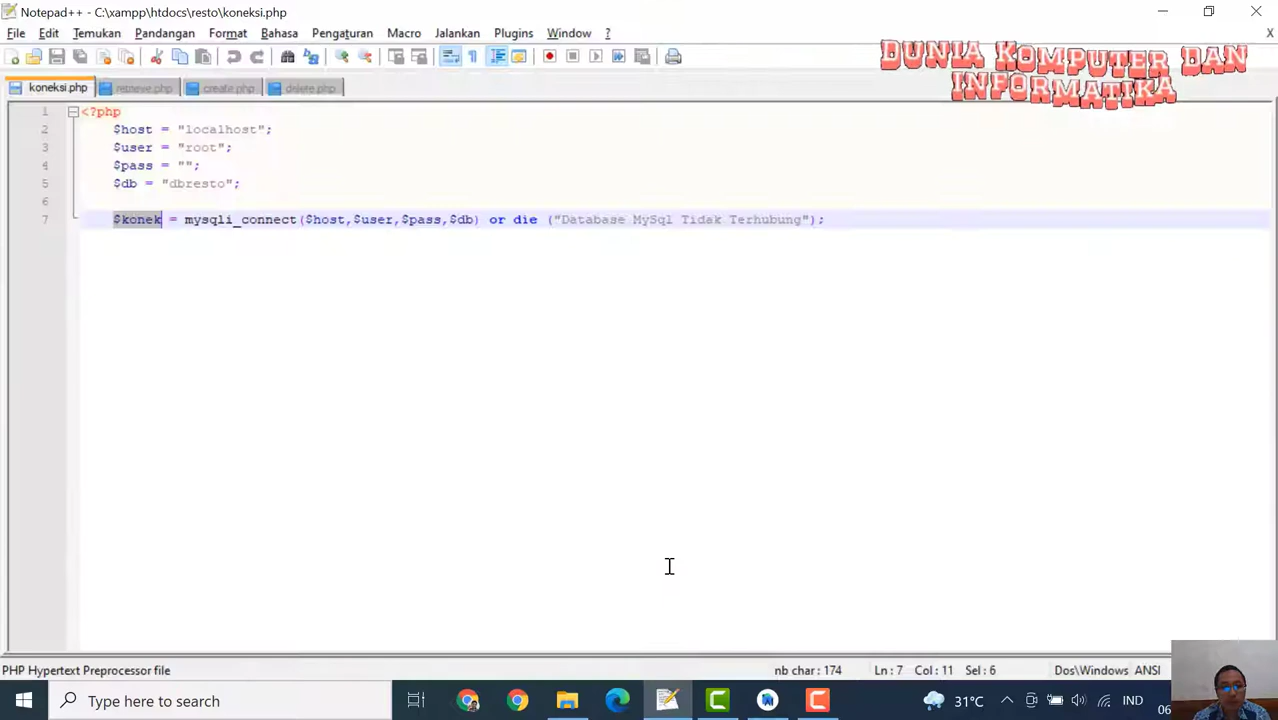 Notepad++ - C:\xampp\htdocs\resto\koneksi.php
File Edit Temukan Pandangan Format Bahasa Pengaturan Macro Jalankan Plugins Window ? X
DUNIA KOMPUTER DAN
INFORMATIKA
koneksi.php retrieve.php create.php delete.php
1 <?php
2 $host = "localhost";
3 $user = "root";
4 $pass = "";
5 $db = "dbresto";
6
7 $konek = mysqli_connect($host,$user,$pass,$db) or die ("Database MySql Tidak Terhubung");
PHP Hypertext Preprocessor file nb char : 174 Ln : 7 Col : 11 Sel : 6 Dos\Windows ANSI
Type here to search 31°C IND 06